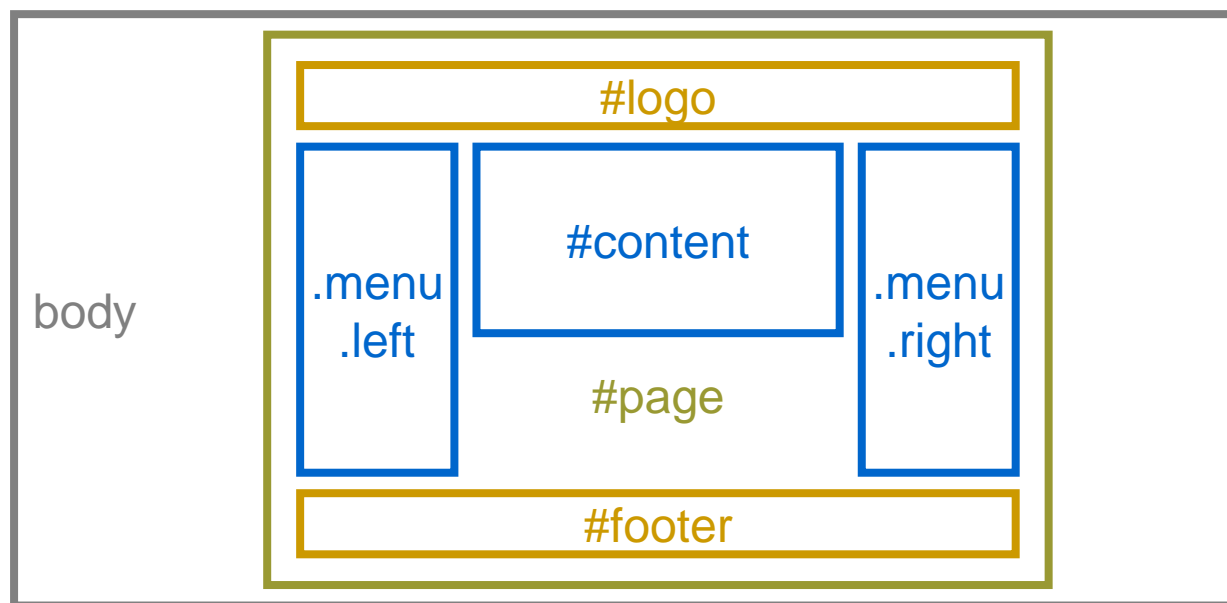 #logo
#content
.menu
.left
.menu
.right
body
#page
#footer